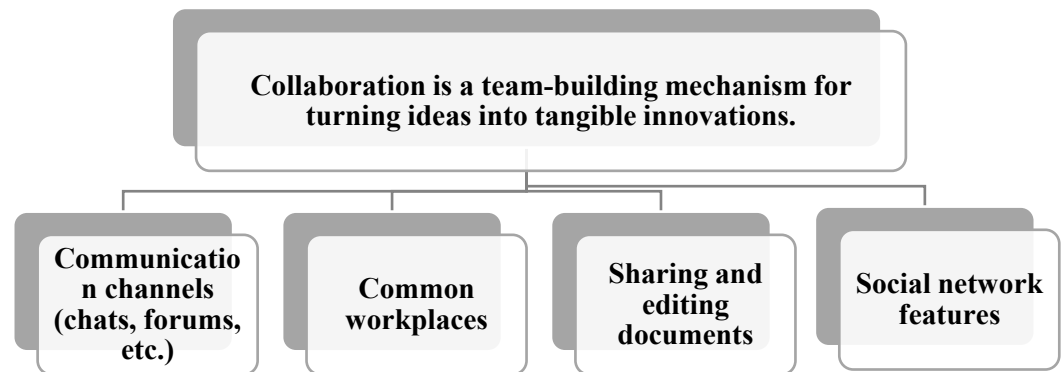 Collaboration is a team-building mechanism for
turning ideas into tangible innovations.
Communicatio
n channels
(chats, forums,
etc.)
Common
workplaces
Sharing and
editing
documents
Social network
features